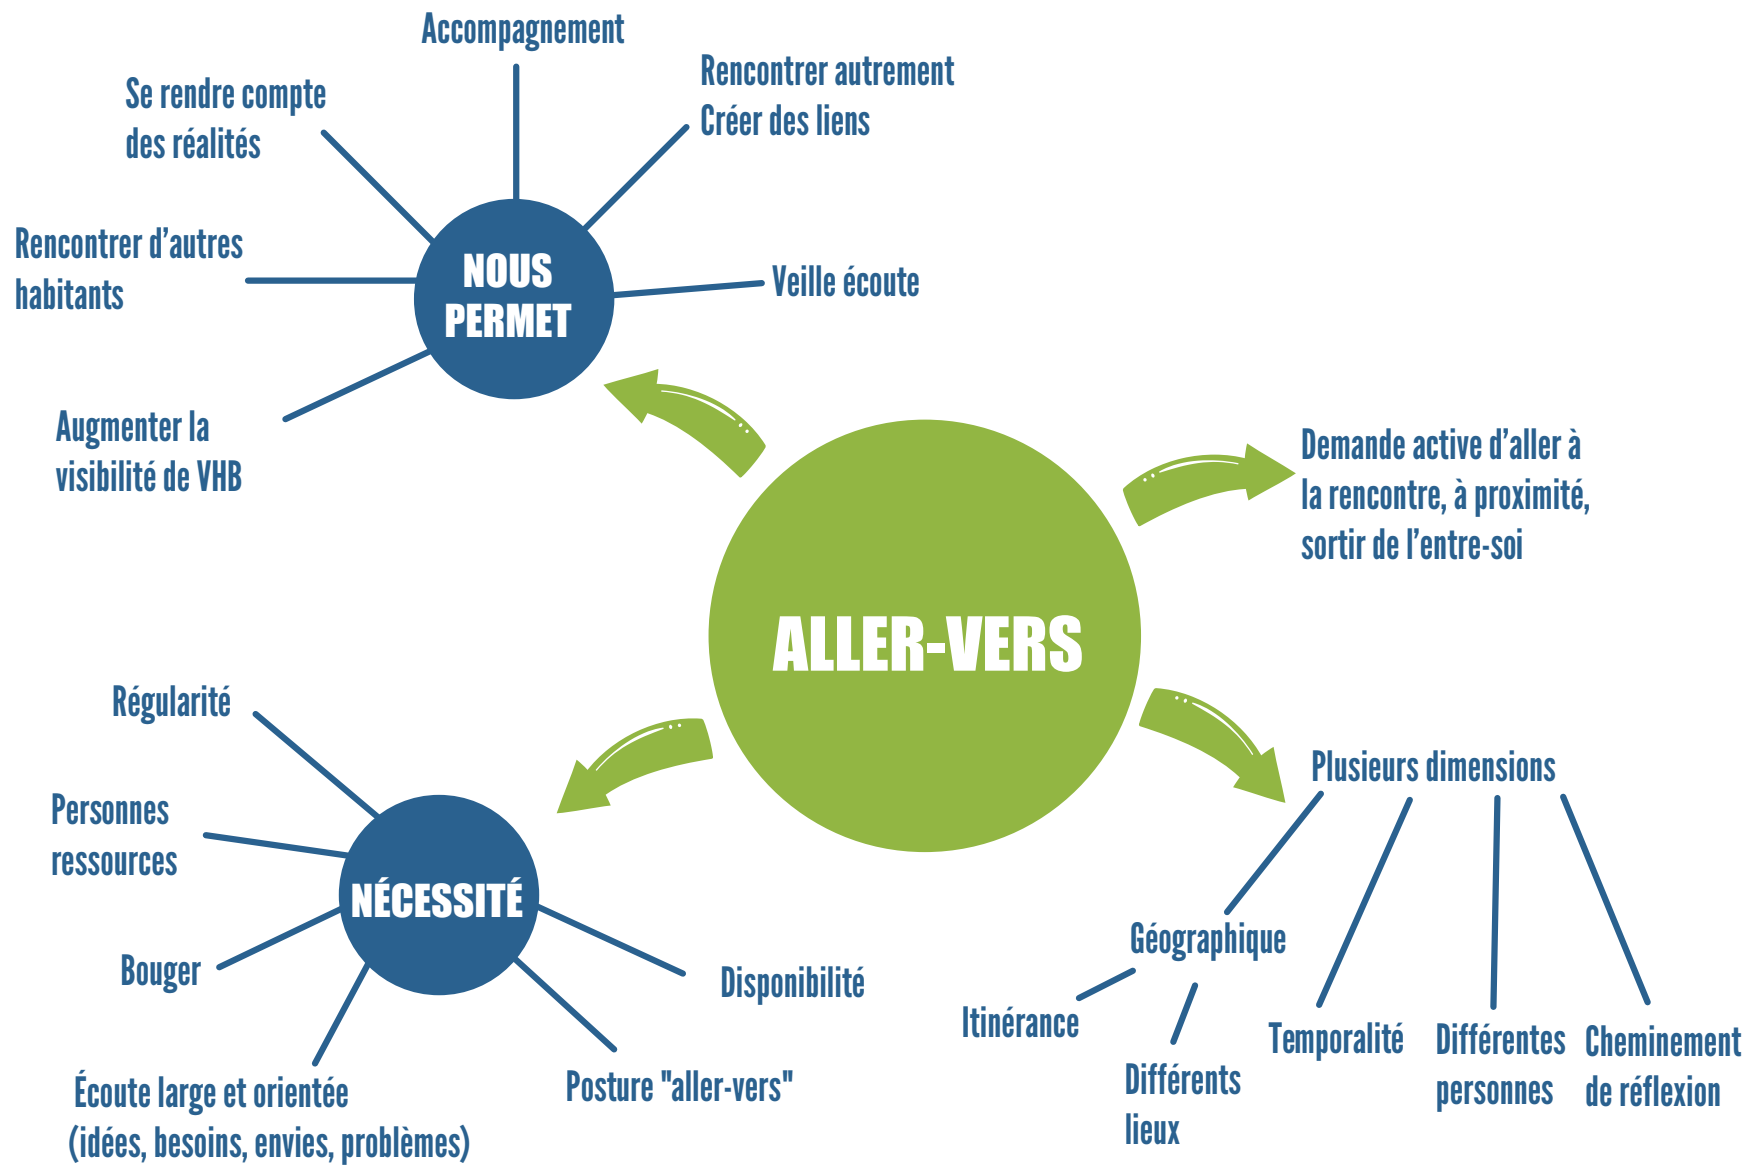 Accompagnement
Rencontrer autrement
Créer des liens
Se rendre compte
des réalités
Rencontrer d'autres
habitants
NOUS
PERMET
Veille écoute
Augmenter la
visibilité de VHB
Demande active d'aller à
la rencontre, à proximité,
sortir de l'entre-soi
ALLER-VERS
Régularité
Personnes
ressources
NÉCESSITÉ
Bouger
Disponibilité
Écoute large et orientée
(idées, besoins, envies, problèmes)
Posture "aller-vers"
Plusieurs dimensions
Géographique
Itinérance
Différents
lieux
Temporalité
Différentes
personnes
Cheminement
de réflexion